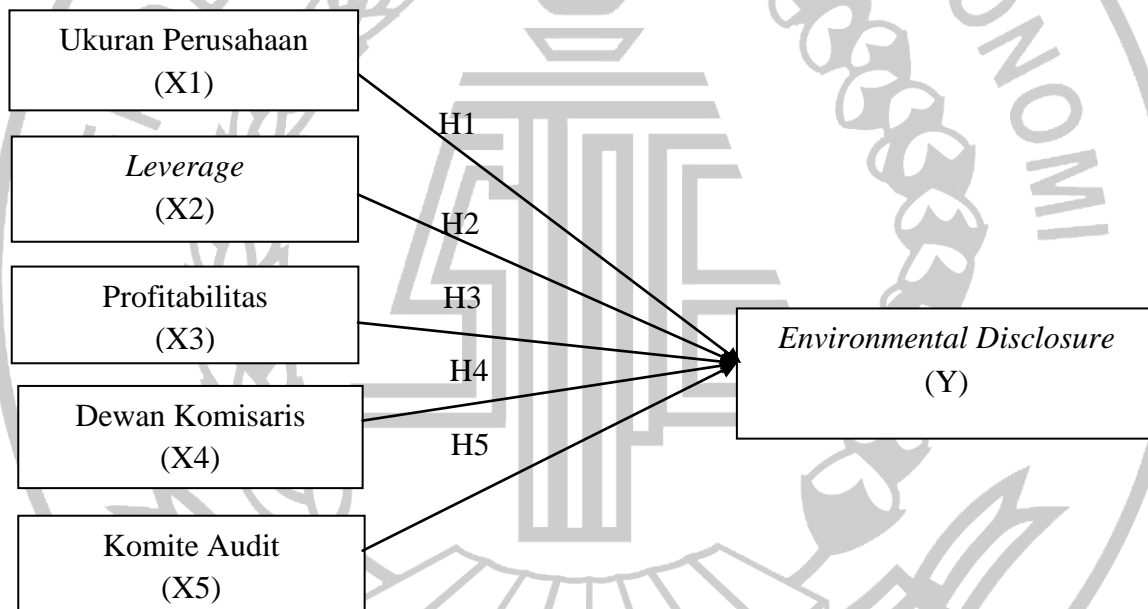 Ukuran Perusahaan
(X1)
H1
Leverage
(X2)
H2
Profitabilitas
(X3)
H3
Environmental Disclosure
(Y)
H4
Dewan Komisaris
(X4)
H5
Komite Audit
(X5)
ONOMI